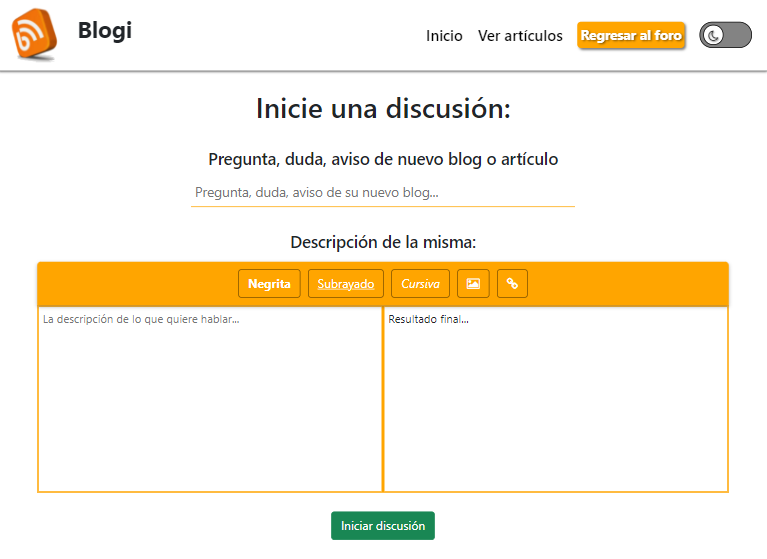 Blogi
Inicio Ver artículos Regresar al foro
Inicie una discusión:
Pregunta, duda, aviso de nuevo blog o artículo
Pregunta, duda, aviso de su nuevo blog...
Descripción de la misma:
Negrita Subrayado Cursiva
La descripción de lo que quiere hablar...
Resultado final...
Iniciar discusión